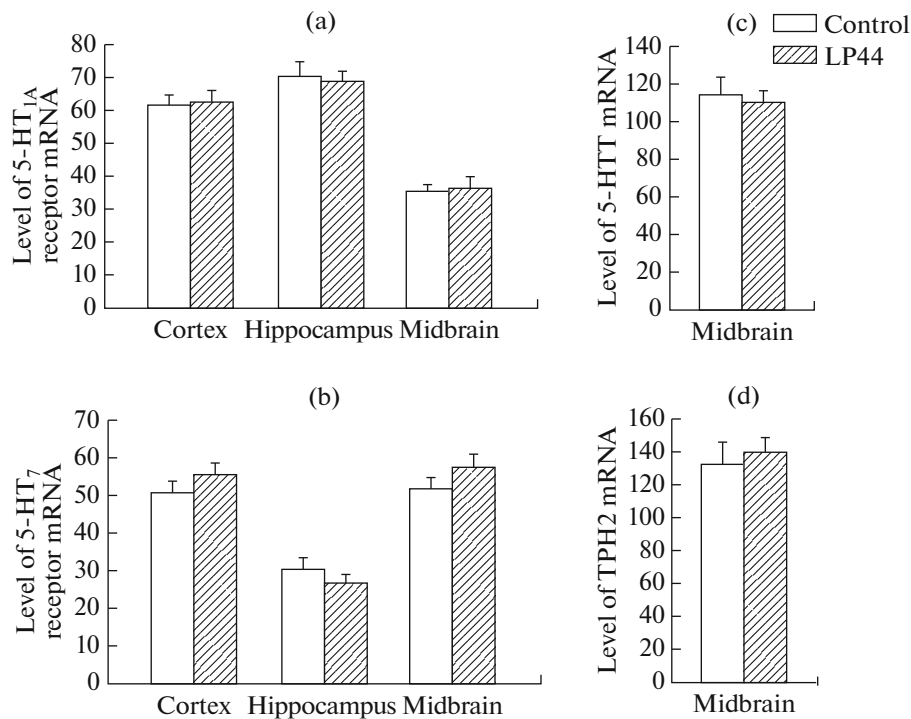 (a)
Level of 5-HT1A
receptor mRNA
80
70
60
50
40
30
20
10
0
Cortex Hippocampus Midbrain
(c)
Control
LP44
Level of 5-HTT mRNA
140
120
100
80
60
40
20
0
Midbrain
(b)
Level of 5-HT7
receptor mRNA
70
60
50
40
30
20
10
0
Cortex Hippocampus Midbrain
(d)
Level of TPH2 mRNA
160
140
120
100
80
60
40
20
0
Midbrain